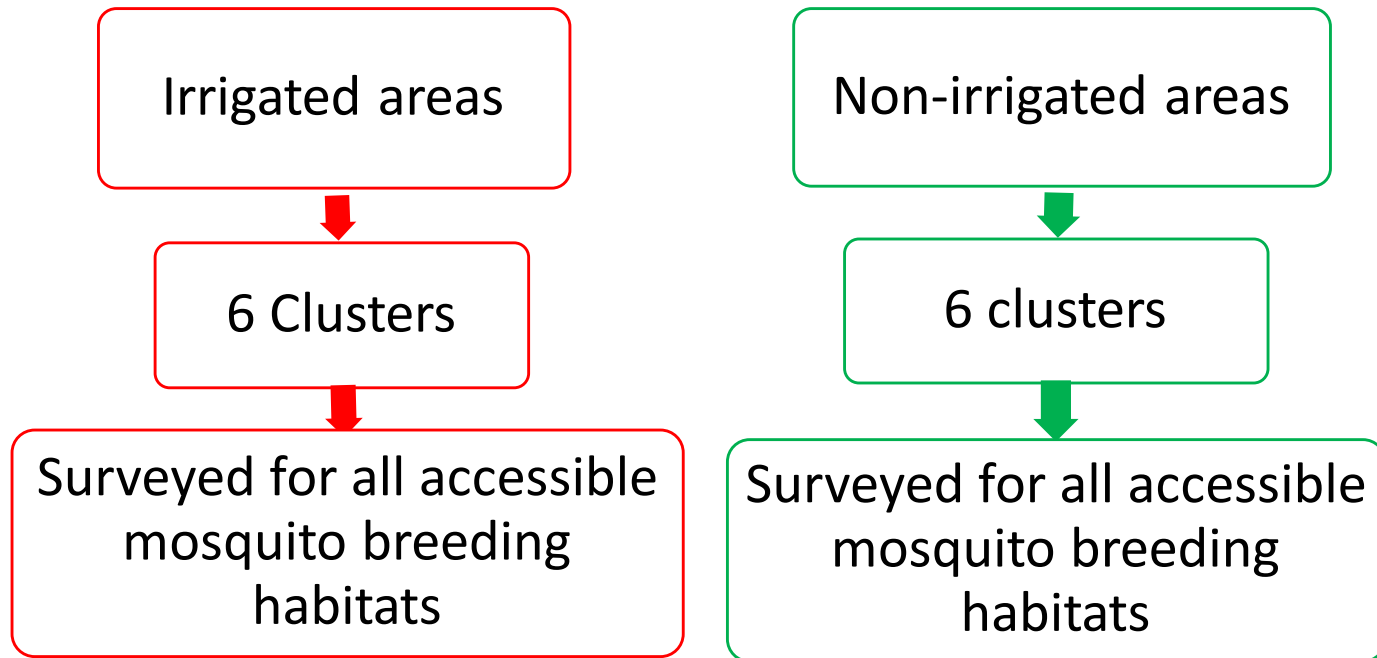 Irrigated areas
Non-irrigated areas
6 Clusters
6 clusters
Surveyed for all accessible
mosquito breeding
habitats
Surveyed for all accessible
mosquito breeding
habitats